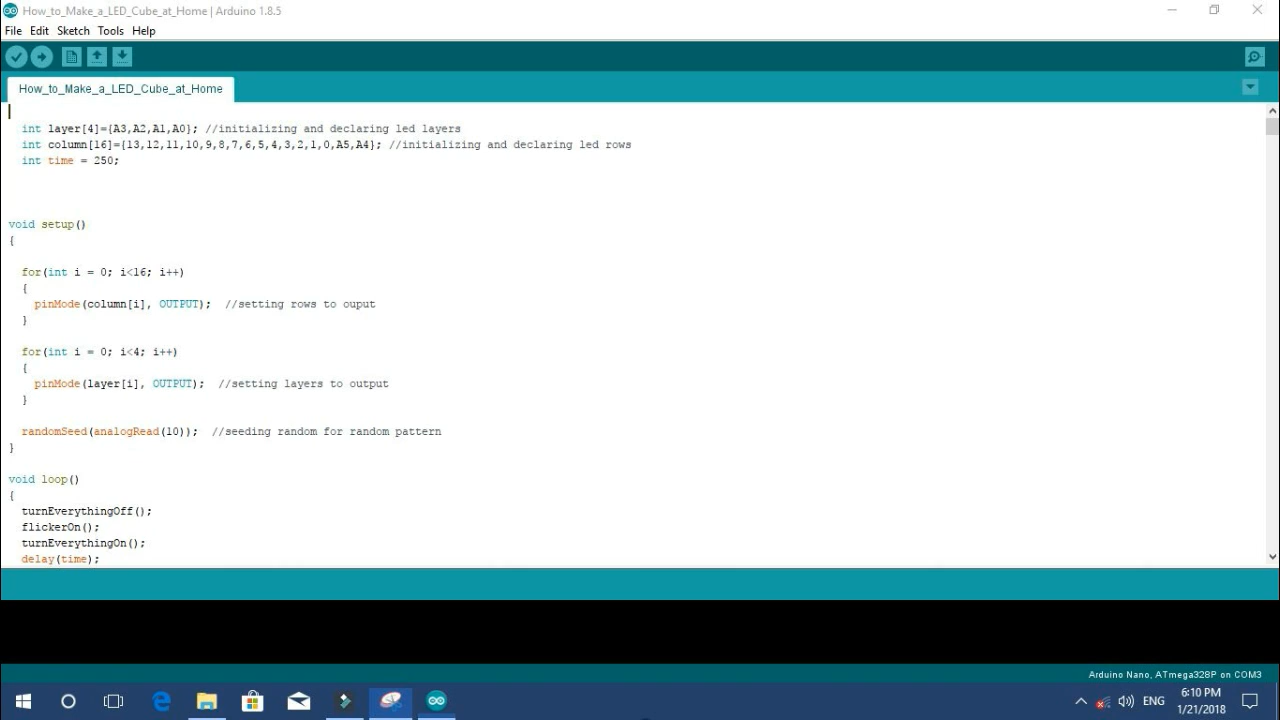 How_to_Make_a_LED_Cube_at_Home | Arduino 1.8.5
File Edit Sketch Tools Help
How_to_Make_a_LED_Cube_at_Home
int layer[4]={A3,A2,A1,A0}; //initializing and declaring led layers
int column[16]={13,12,11,10,9,8,7,6,5,4,3,2,1,0,A5,A4}; //initializing and declaring led rows
int time = 250;
void setup()
{
for(int i = 0; i<16; i++)
{
pinMode(column[i], OUTPUT); //setting rows to ouput
}
for(int i = 0; i<4; i++)
{
pinMode(layer[i], OUTPUT); //setting layers to output
}
randomSeed(analogRead(10)); //seeding random for random pattern
}
void loop()
{
turnEverythingOff();
flickerOn();
turnEverythingOn();
delay(time);
Arduino Nano, ATmega328P on COM3
ENG
6:10 PM
1/21/2018